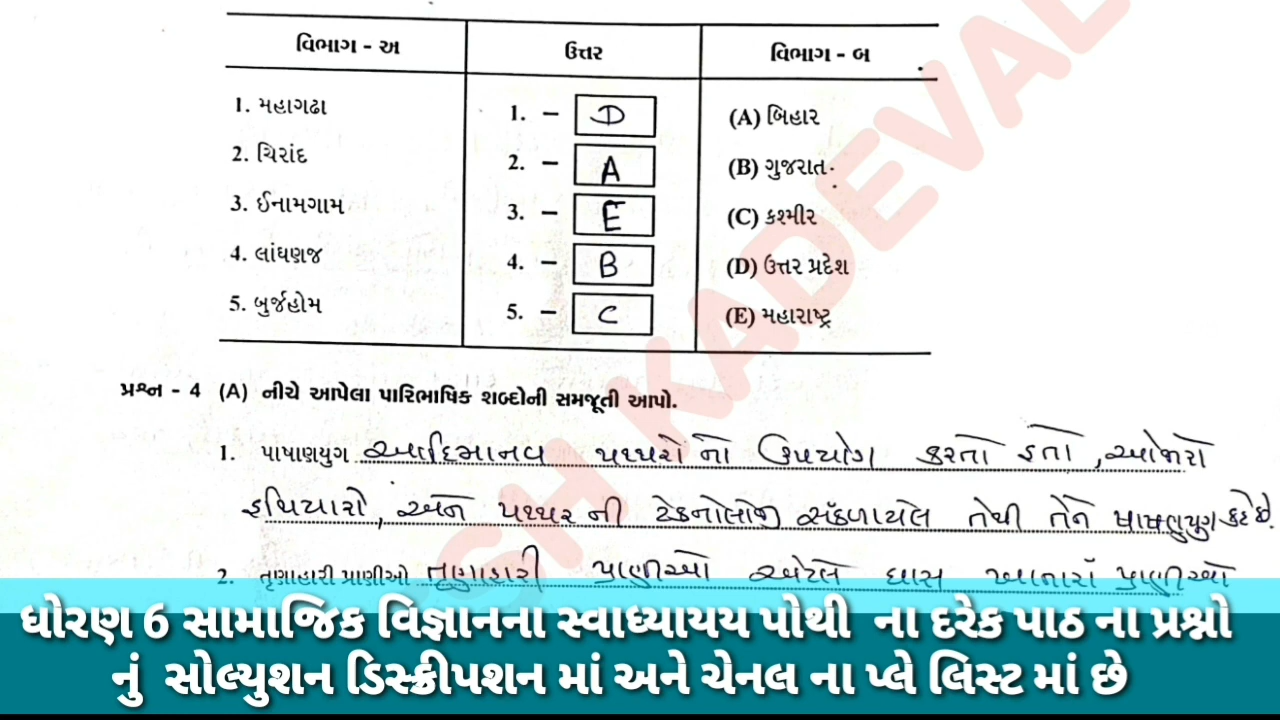 વિભાગ - અ ઉત્તર વિભાગ - બ
1. મહાગઢા 1. – D (A) બિહાર
2. ચિરાંદ 2. – A (B) ગુજરાત
3. ઈનામગામ 3. – E (C) કશ્મીર
4. લાંઘણજ 4. – B (D) ઉત્તર પ્રદેશ
5. બુર્જહોમ 5. – C (E) મહારાષ્ટ્ર
પ્રશ્ન - 4 (A) નીચે આપેલા પારિભાષિક શબ્દોની સમજૂતી આપો.
1. પાષાણયુગ આદિમાનવ પથ્થરો નો ઉપયોગ કરતો હતો, ઓજારો
હથિયારો, અને પથ્થર ની ટેકનોલોજી સંકળાયેલ તેથી તેને કહે છે.
2. તૃણાહારી પ્રાણીઓ તૃણાહારી પ્રાણીઓ એટલે ઘાસ ખાનારાં પ્રાણીઓ
ધોરણ 6 સામાજિક વિજ્ઞાનના સ્વાધ્યાયય પોથી ના દરેક પાઠ ના પ્રશ્નો
નું સોલ્યુશન ડિસ્ક્રીપશન માં અને ચેનલ ના પ્લે લિસ્ટ માં છે
SH KADEVAL